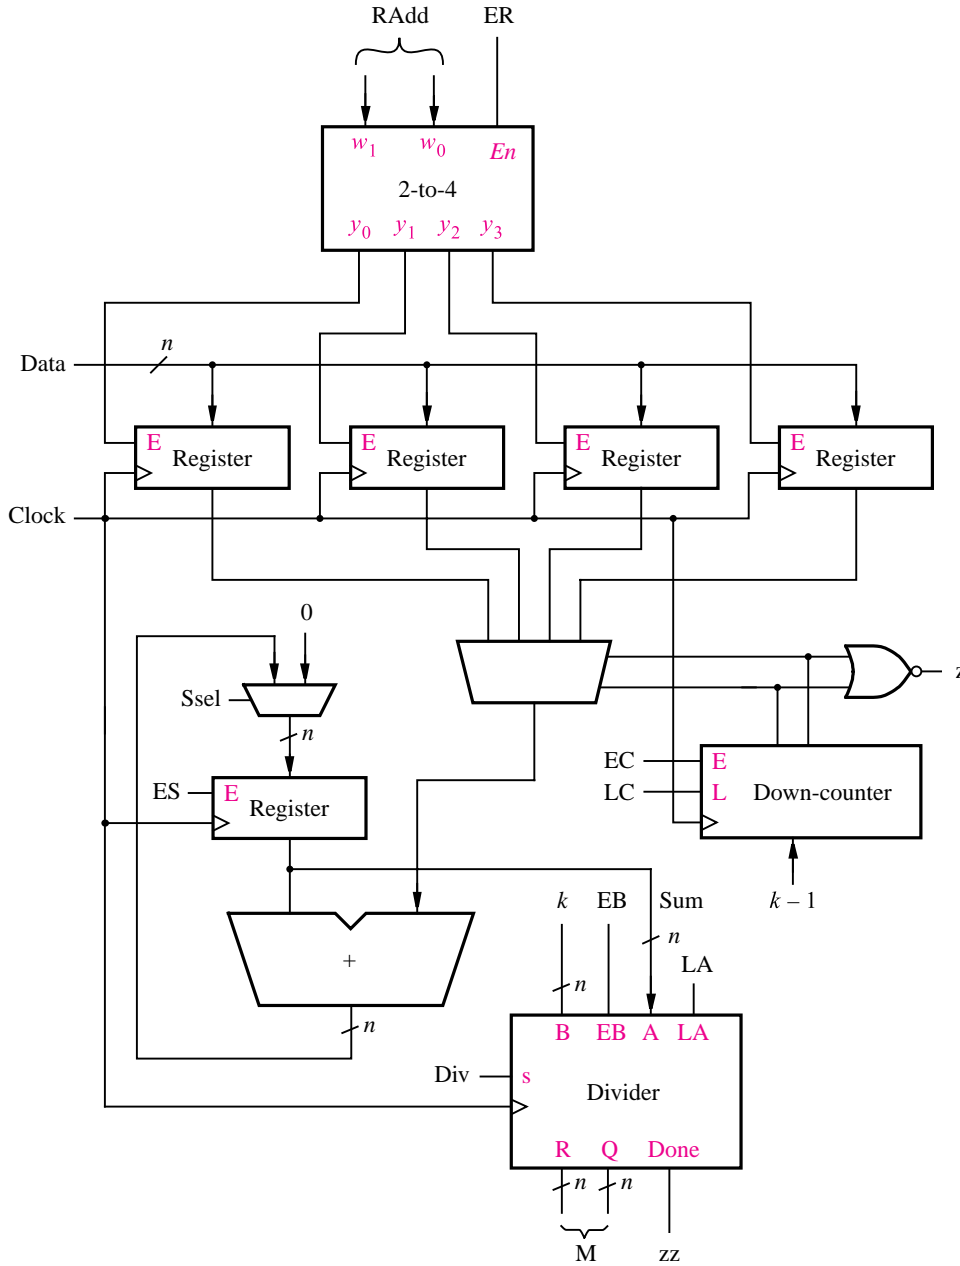 RAdd ER
w1 w0 En
2-to-4
y0 y1 y2 y3
n
Data
E E E E
Register Register Register Register
Clock
0
z
Ssel
n
EC E
ES E LC L Down-counter
Register
k EB Sum k – 1
n
LA
+
n
n B EB A LA
Div s
Divider
R Q Done
n n
M zz